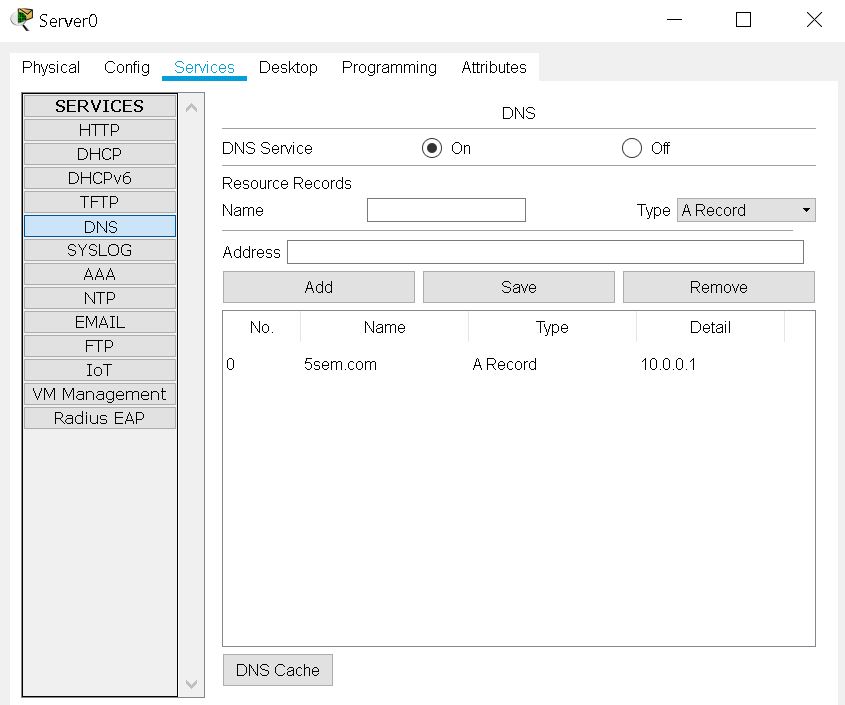 Server0
Physical Config Services Desktop Programming Attributes
SERVICES
HTTP
DHCP
DHCPv6
TFTP
DNS
SYSLOG
AAA
NTP
EMAIL
FTP
IoT
VM Management
Radius EAP
DNS
DNS Service On Off
Resource Records
Name Type A Record
Address
Add Save Remove
No. Name Type Detail
0 5sem.com A Record 10.0.0.1
DNS Cache